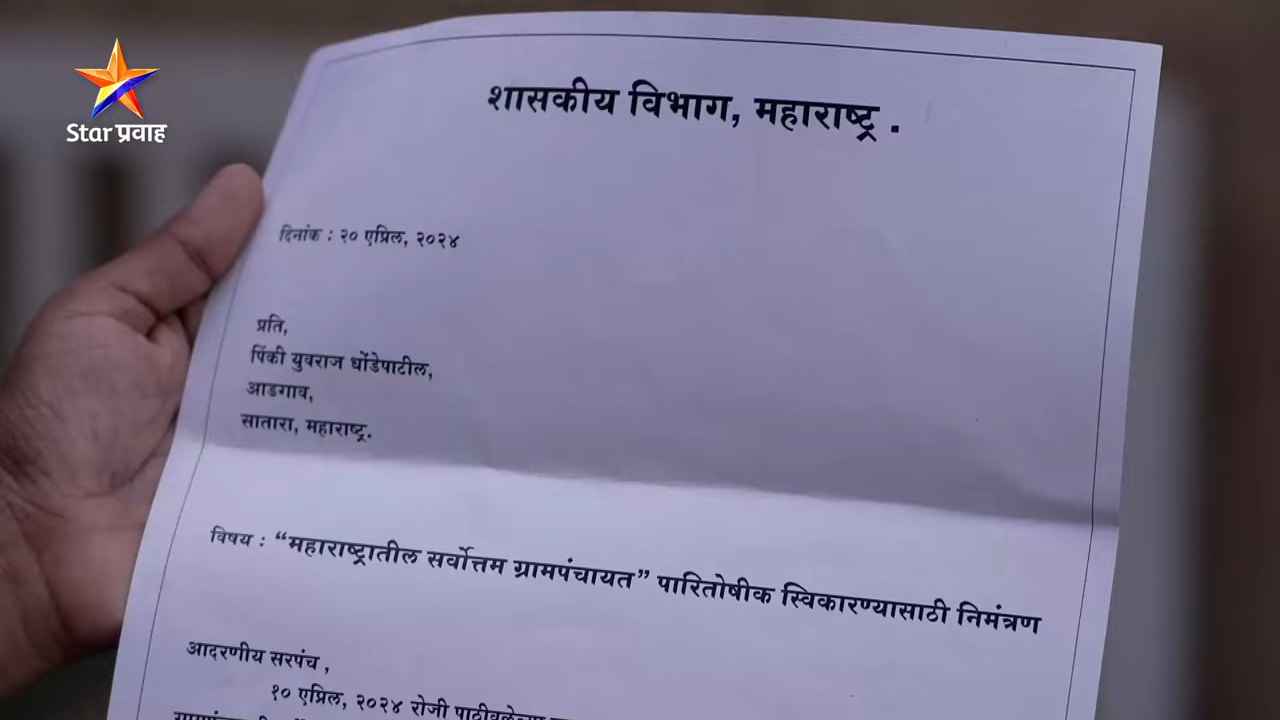 Star प्रवाह
शासकीय विभाग, महाराष्ट्र .
दिनांक : २० एप्रिल, २०२४
प्रति,
पिंकी युवराज धोंडेपाटील,
आडगाव,
सातारा, महाराष्ट्र.
विषय : “महाराष्ट्रातील सर्वोत्तम ग्रामपंचायत” पारितोषीक स्विकारण्यासाठी निमंत्रण
आदरणीय सरपंच ,
१० एप्रिल, २०२४ रोजी